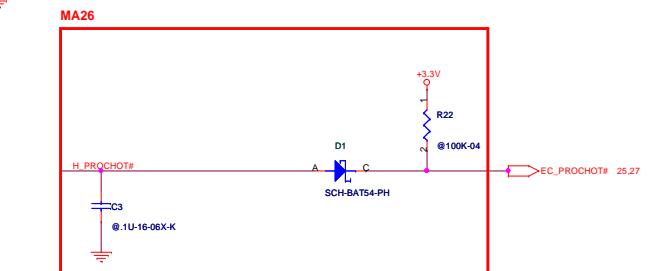 MA26
+3.3V
1
R22
D1
2
@100K-04
H_PROCHOT#
A
C
EC_PROCHOT# 25,27
SCH-BAT54-PH
C3
@.1U-16-06X-K